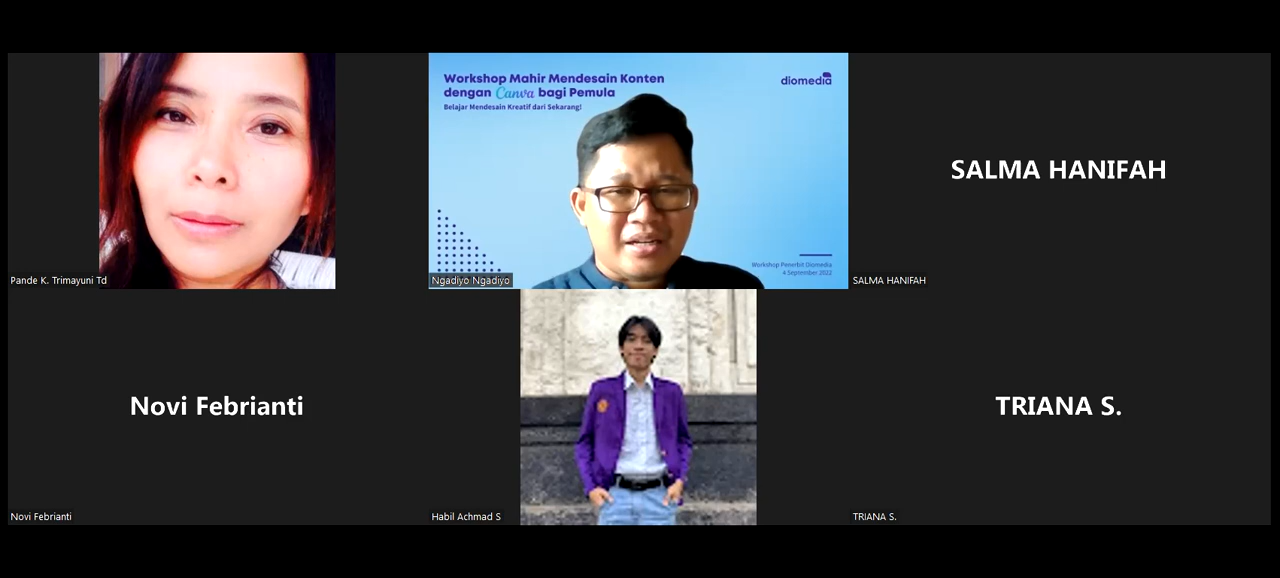 Workshop Mahir Mendesain Konten
dengan Canva bagi Pemula
Belajar Mendesain Kreatif dari Sekarang!
diomedia
Workshop Penerbit Diomedia
4 September 2022
Pande K. Trimayuni Td
Ngadiyo Ngadiyo
SALMA HANIFAH
SALMA HANIFAH
Novi Febrianti
Novi Febrianti
Habil Achmad S
TRIANA S.
TRIANA S.